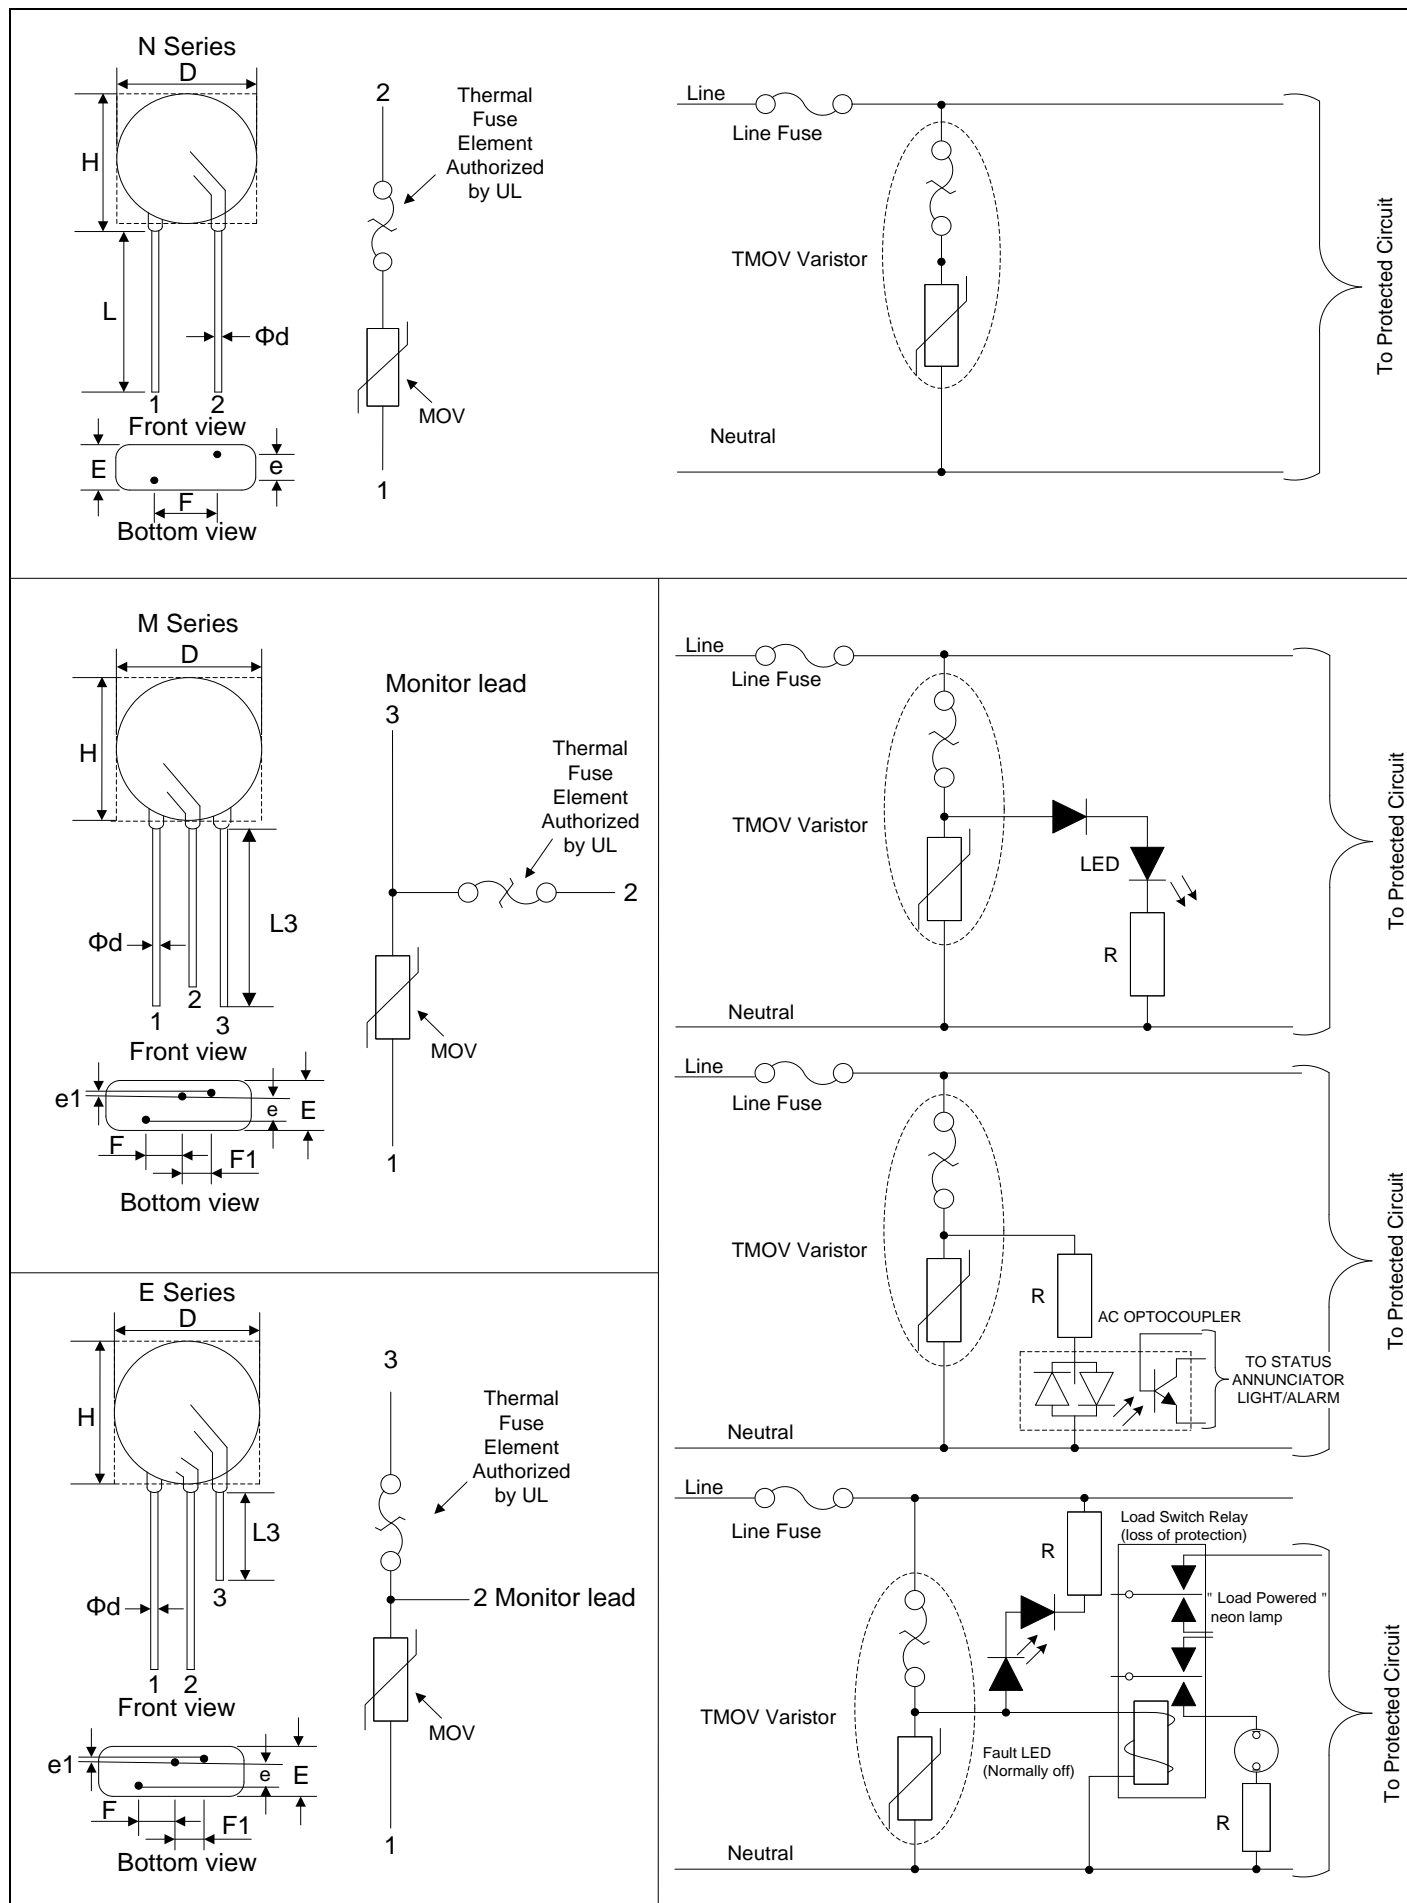 N Series
D
H
L
Φd
1
2
Front view
E
e
F
Bottom view
2
Thermal
Fuse
Element
Authorized
by UL
MOV
1
Line
Line Fuse
TMOV Varistor
Neutral
To Protected Circuit
M Series
D
H
L3
Φd
2
1
3
Front view
e1
e
E
F
F1
Bottom view
Monitor lead
3
Thermal
Fuse
Element
Authorized
by UL
2
MOV
1
Line
Line Fuse
TMOV Varistor
LED
R
Neutral
To Protected Circuit
Line
Line Fuse
TMOV Varistor
R
AC OPTOCOUPLER
TO STATUS
ANNUNCIATOR
LIGHT/ALARM
Neutral
To Protected Circuit
E Series
D
H
L3
Φd
3
1
2
Front view
e1
e
E
F
F1
Bottom view
3
Thermal
Fuse
Element
Authorized
by UL
2 Monitor lead
MOV
1
Line
Line Fuse
R
Load Switch Relay
(loss of protection)
" Load Powered "
neon lamp
TMOV Varistor
Fault LED
(Normally off)
R
Neutral
To Protected Circuit